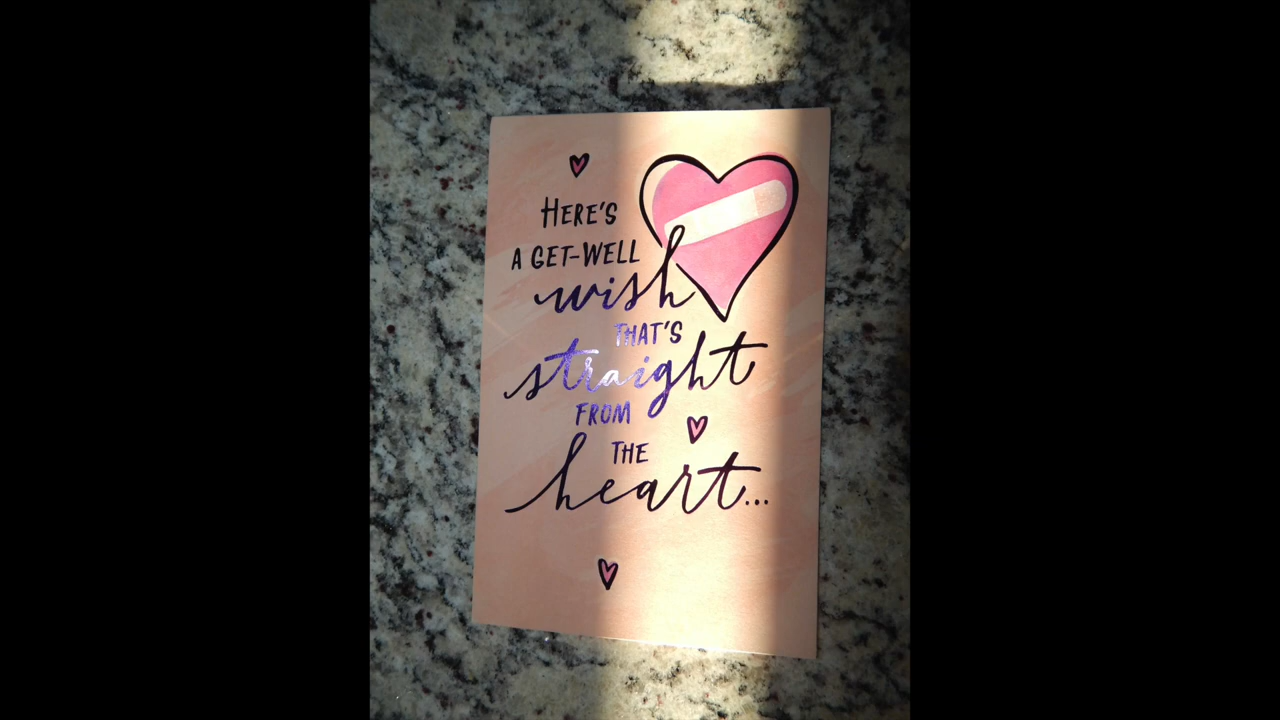 HERE'S
A GET-WELL
wish
THAT'S
straight
FROM
THE
heart...